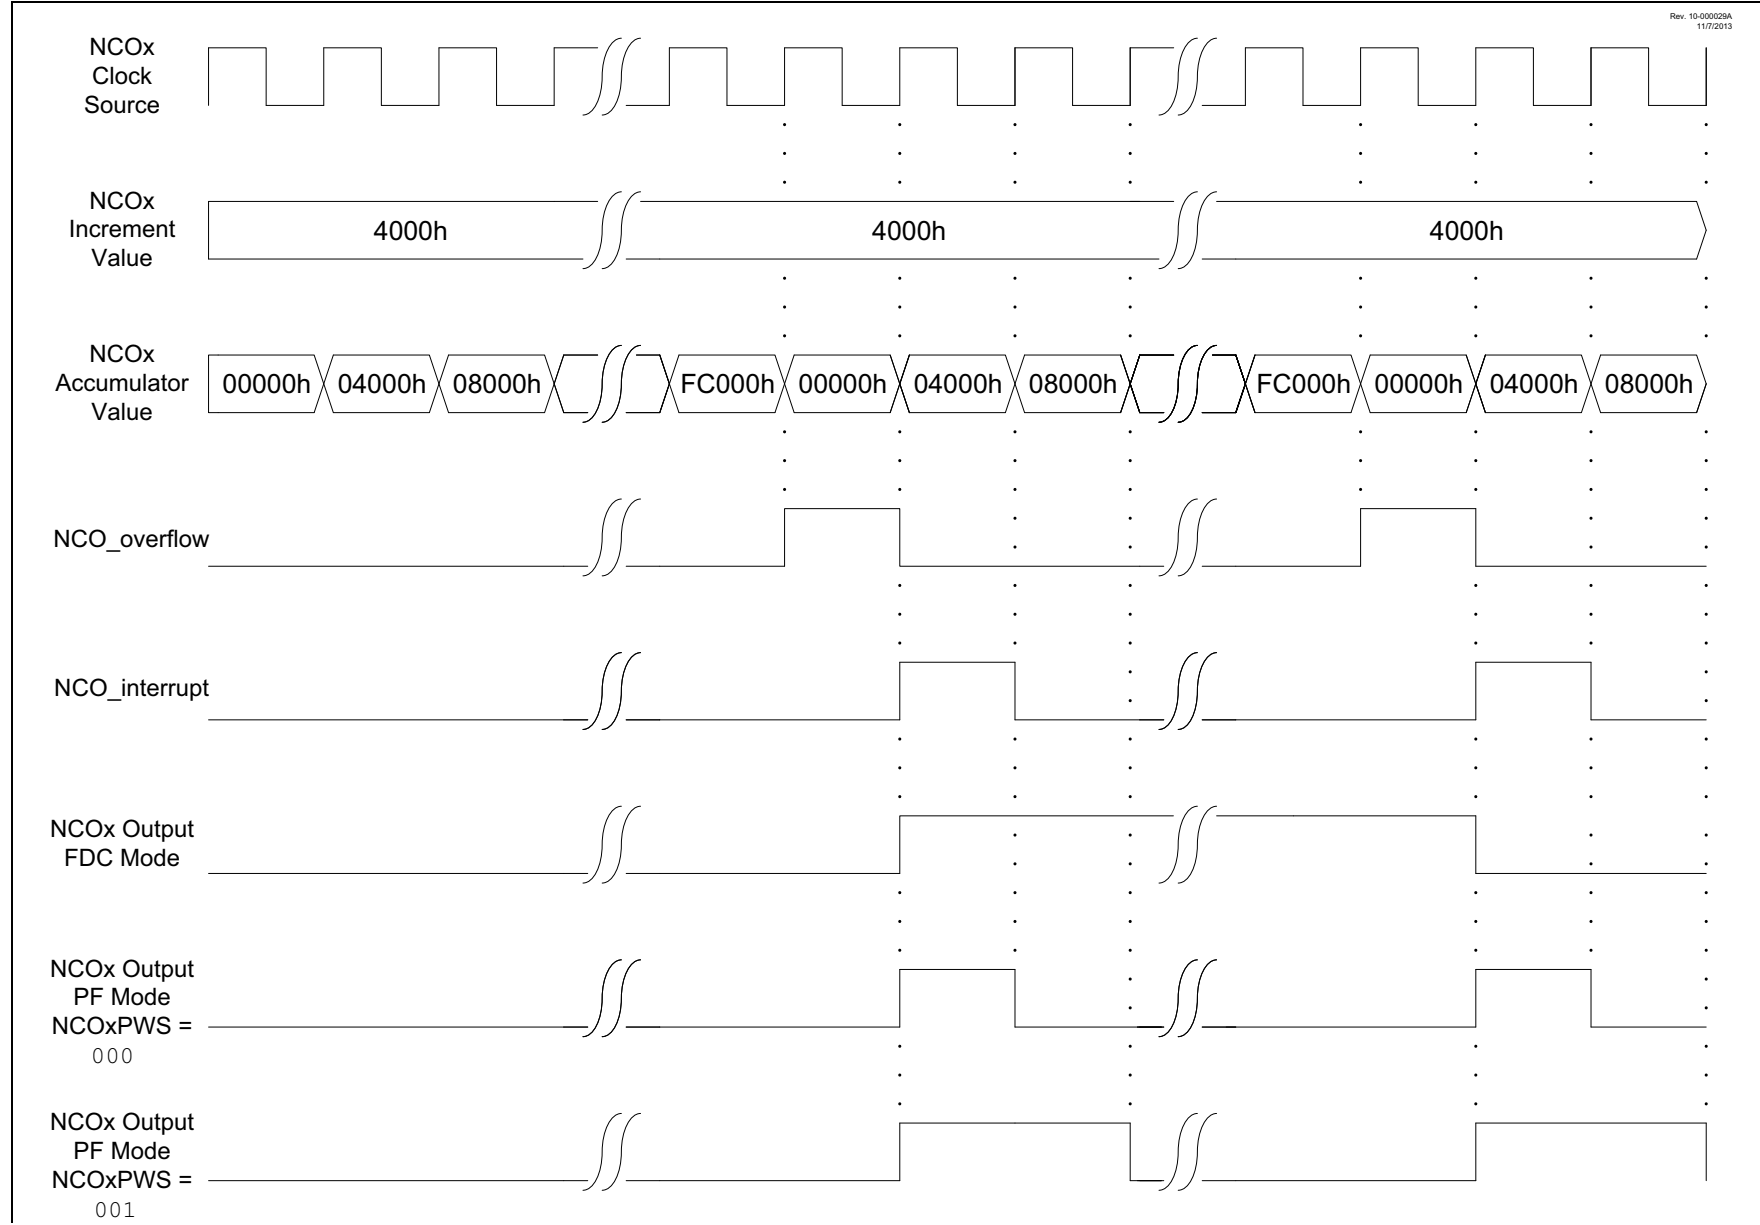 Rev. 10-000029A
11/7/2013
NCOx
Clock
Source
NCOx
Increment
Value
4000h
4000h
4000h
NCOx
Accumulator
Value
00000h
04000h
08000h
FC000h
00000h
04000h
08000h
FC000h
00000h
04000h
08000h
NCO_overflow
NCO_interrupt
NCOx Output
FDC Mode
NCOx Output
PF Mode
NCOxPWS =
000
NCOx Output
PF Mode
NCOxPWS =
001